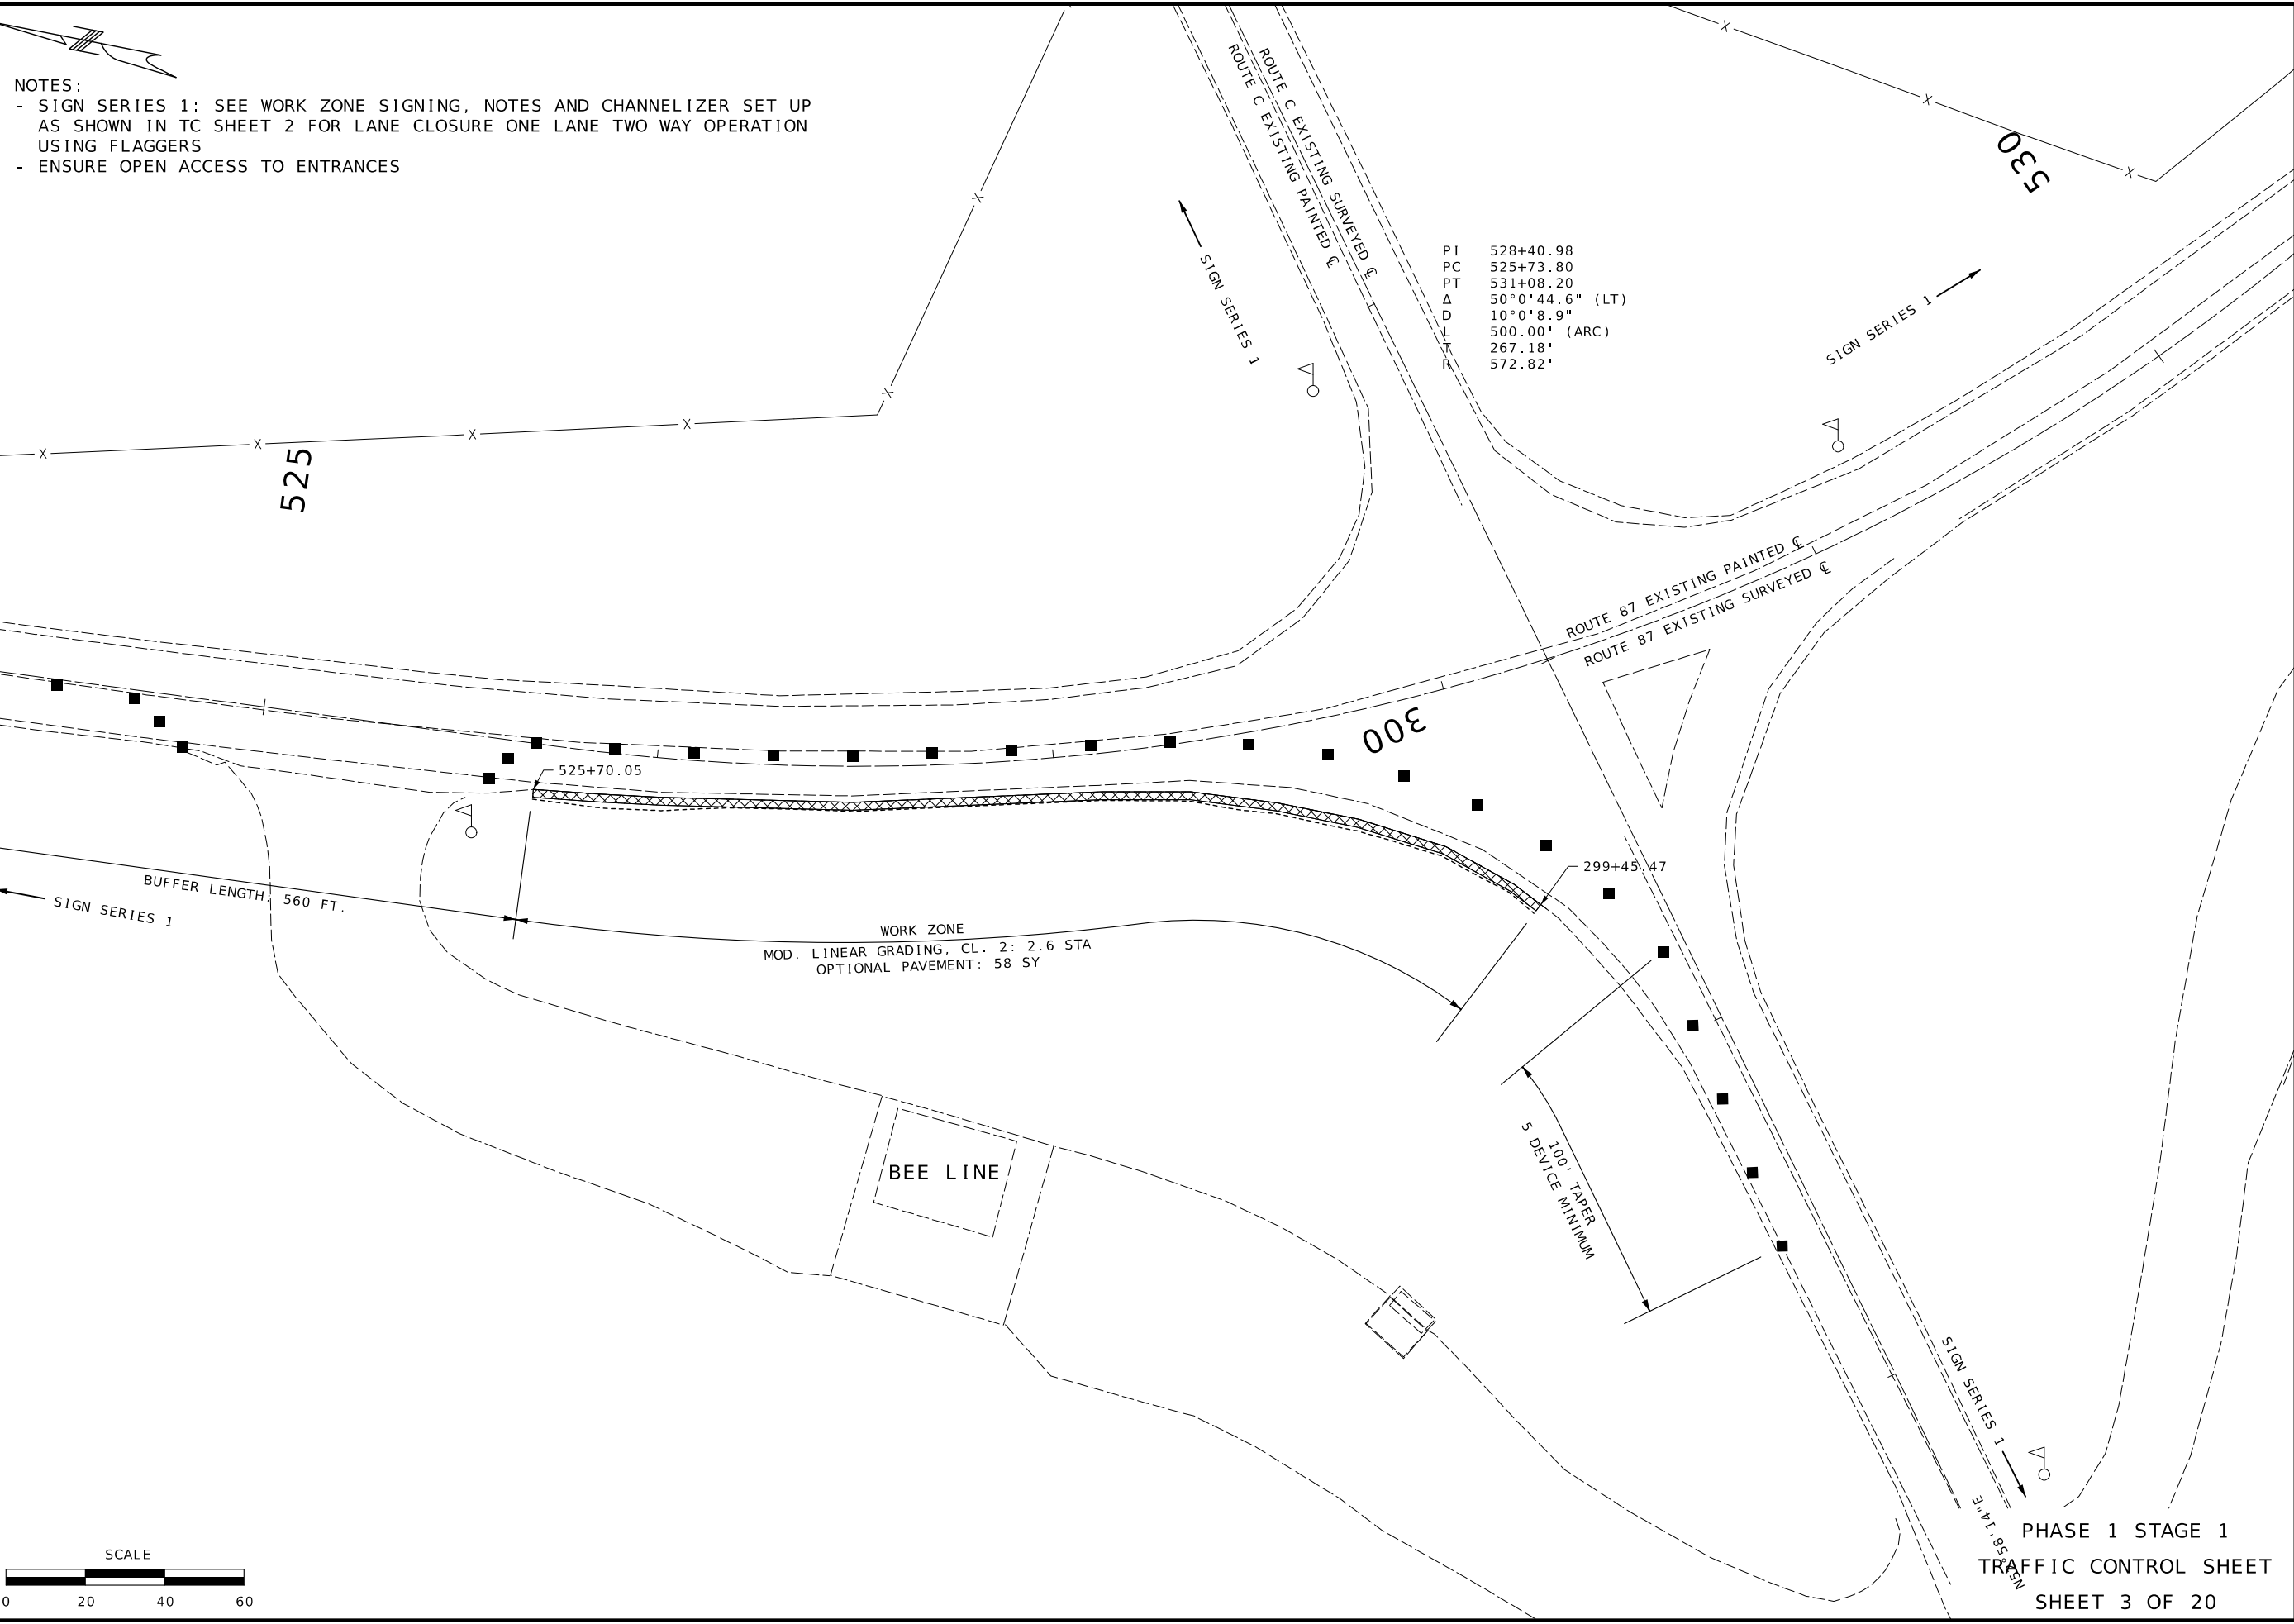 NOTES:
- SIGN SERIES 1: SEE WORK ZONE SIGNING, NOTES AND CHANNELIZER SET UP
AS SHOWN IN TC SHEET 2 FOR LANE CLOSURE ONE LANE TWO WAY OPERATION
USING FLAGGERS
- ENSURE OPEN ACCESS TO ENTRANCES
ROUTE C EXISTING SURVEYED ℄
ROUTE C EXISTING PAINTED ℄
SIGN SERIES 1
530
PI 528+40.98
PC 525+73.80
PT 531+08.20
Δ 50°0'44.6" (LT)
D 10°0'8.9"
L 500.00' (ARC)
T 267.18'
R 572.82'
SIGN SERIES 1
525
ROUTE 87 EXISTING PAINTED ℄
ROUTE 87 EXISTING SURVEYED ℄
300
525+70.05
299+45.47
BUFFER LENGTH: 560 FT.
SIGN SERIES 1
WORK ZONE
MOD. LINEAR GRADING, CL. 2: 2.6 STA
OPTIONAL PAVEMENT: 58 SY
100' TAPER
5 DEVICE MINIMUM
BEE LINE
SIGN SERIES 1
SCALE
0 20 40 60
PHASE 1 STAGE 1
TRAFFIC CONTROL SHEET
SHEET 3 OF 20